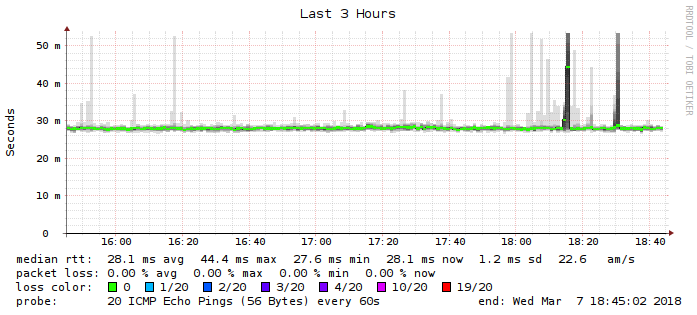 Last 3 Hours
RRDTOOL / TOBI OETIKER
Seconds
50 m
40 m
30 m
20 m
10 m
0
16:00 16:20 16:40 17:00 17:20 17:40 18:00 18:20 18:40
median rtt: 28.1 ms avg 44.4 ms max 27.6 ms min 28.1 ms now 1.2 ms sd 22.6 am/s
packet loss: 0.00 % avg 0.00 % max 0.00 % min 0.00 % now
loss color: 0 1/20 2/20 3/20 4/20 10/20 19/20
probe: 20 ICMP Echo Pings (56 Bytes) every 60s end: Wed Mar 7 18:45:02 2018